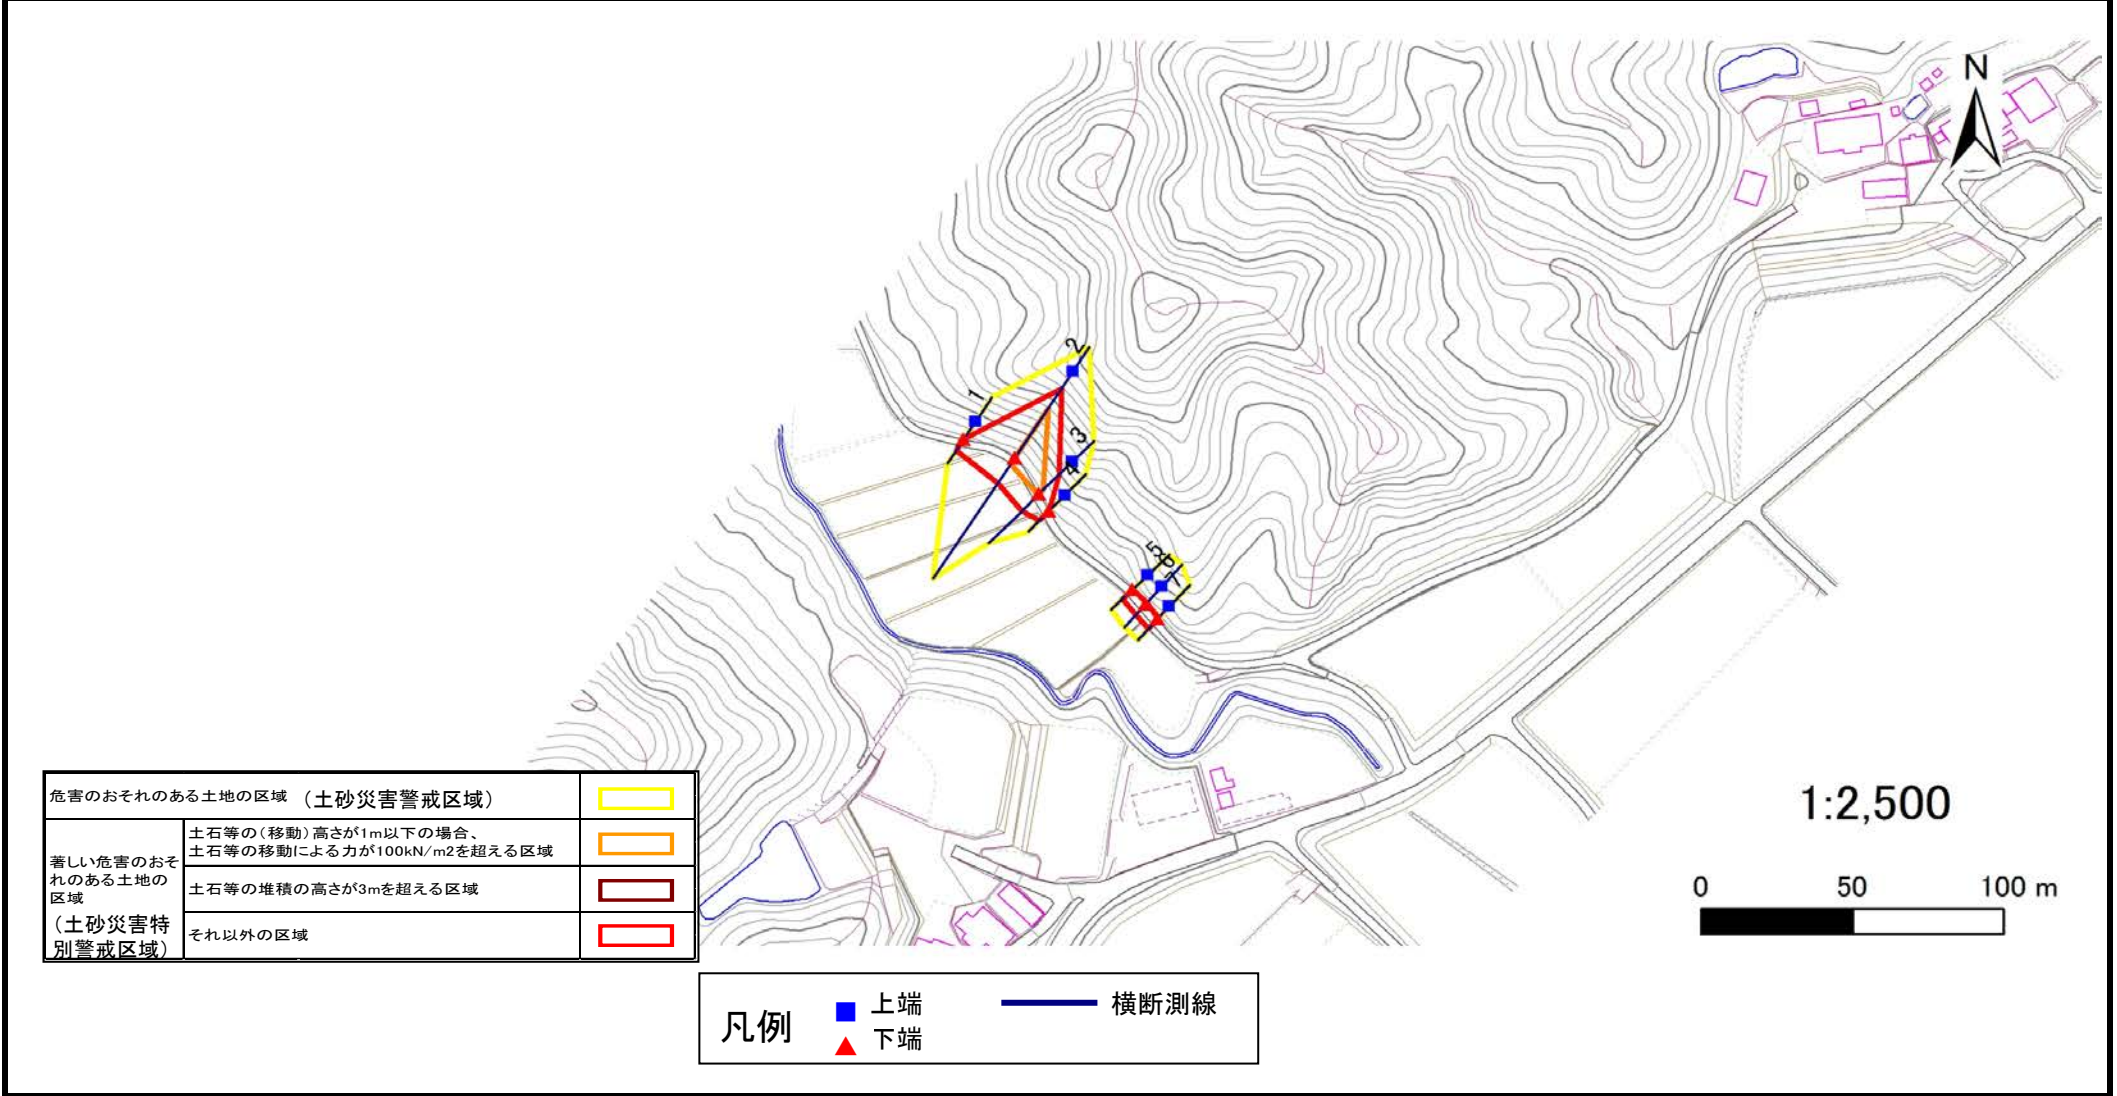 N
2
1
3
4
5
6
7
危害のおそれのある土地の区域 (土砂災害警戒区域)
著しい危害のおそ
れのある土地の
区域
(土砂災害特
別警戒区域)
土石等の(移動)高さが1m以下の場合、
土石等の移動による力が100kN/m2を超える区域
土石等の堆積の高さが3mを超える区域
それ以外の区域
1:2,500
0 50 100 m
凡例
上端
下端
横断測線